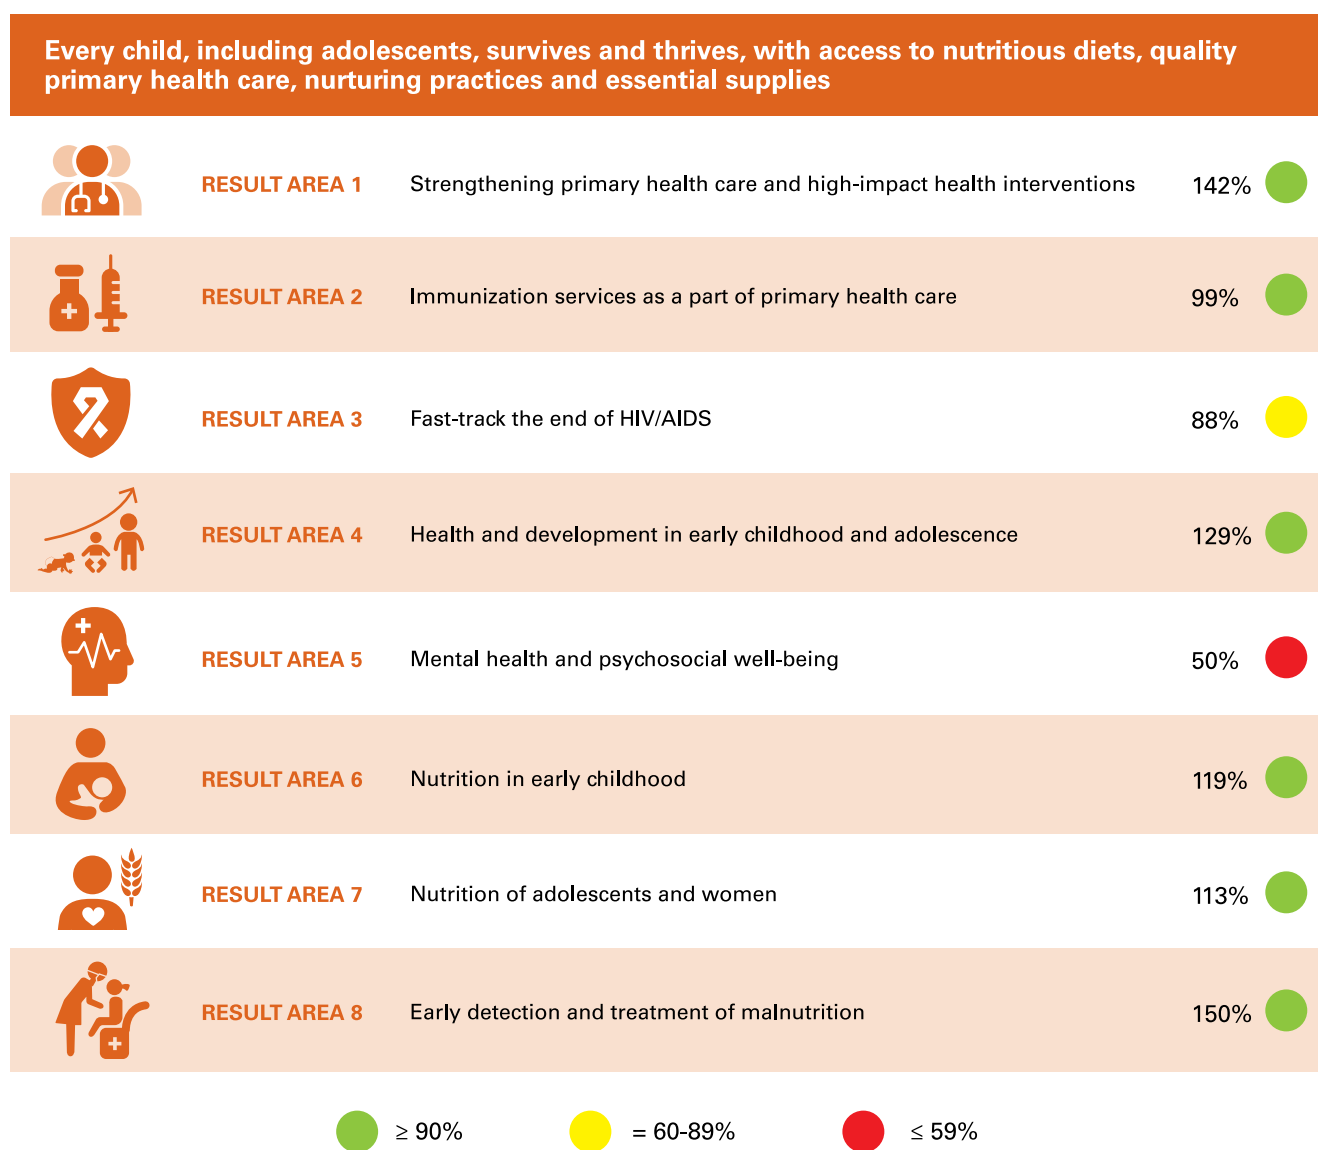 Every child, including adolescents, survives and thrives, with access to nutritious diets, quality
primary health care, nurturing practices and essential supplies
RESULT AREA 1 Strengthening primary health care and high-impact health interventions 142%
RESULT AREA 2 Immunization services as a part of primary health care 99%
RESULT AREA 3 Fast-track the end of HIV/AIDS 88%
RESULT AREA 4 Health and development in early childhood and adolescence 129%
RESULT AREA 5 Mental health and psychosocial well-being 50%
RESULT AREA 6 Nutrition in early childhood 119%
RESULT AREA 7 Nutrition of adolescents and women 113%
RESULT AREA 8 Early detection and treatment of malnutrition 150%
≥ 90% = 60-89% ≤ 59%